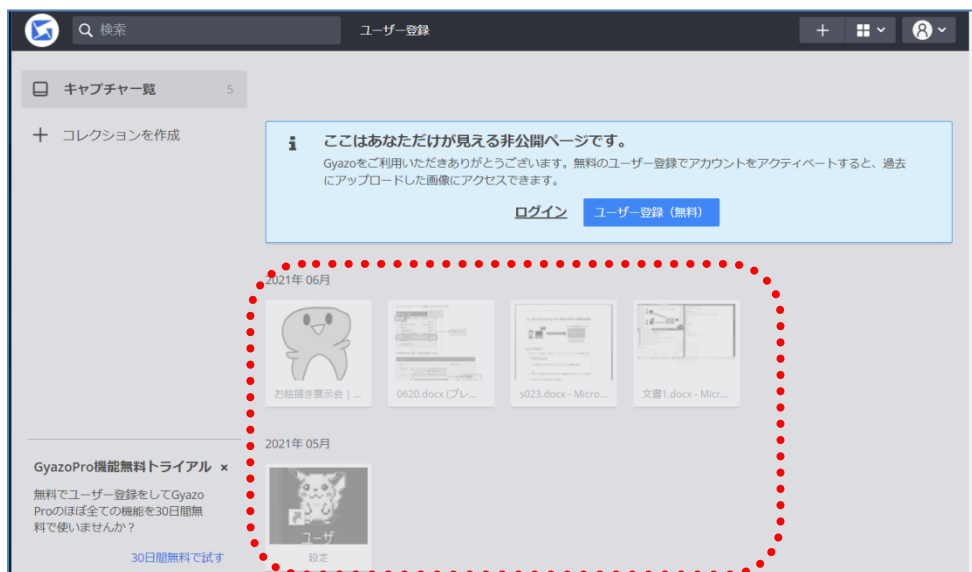 検索
ユーザー登録
キャプチャ一覧 5
コレクションを作成
ここはあなただけが見える非公開ページです。
Gyazoをご利用いただきありがとうございます。無料のユーザー登録でアカウントをアクティベートすると、過去
にアップロードした画像にアクセスできます。
ログイン ユーザー登録（無料）
2021年 06月
お絵描き展示会 | ...
0620.docx (プレ...
s023.docx - Micro...
文書1.docx - Micr...
2021年 05月
ユーザ
設定
GyazoPro機能無料トライアル ×
無料でユーザー登録をしてGyazo
Proのほぼ全ての機能を30日間無
料で使いませんか？
30日間無料で試す